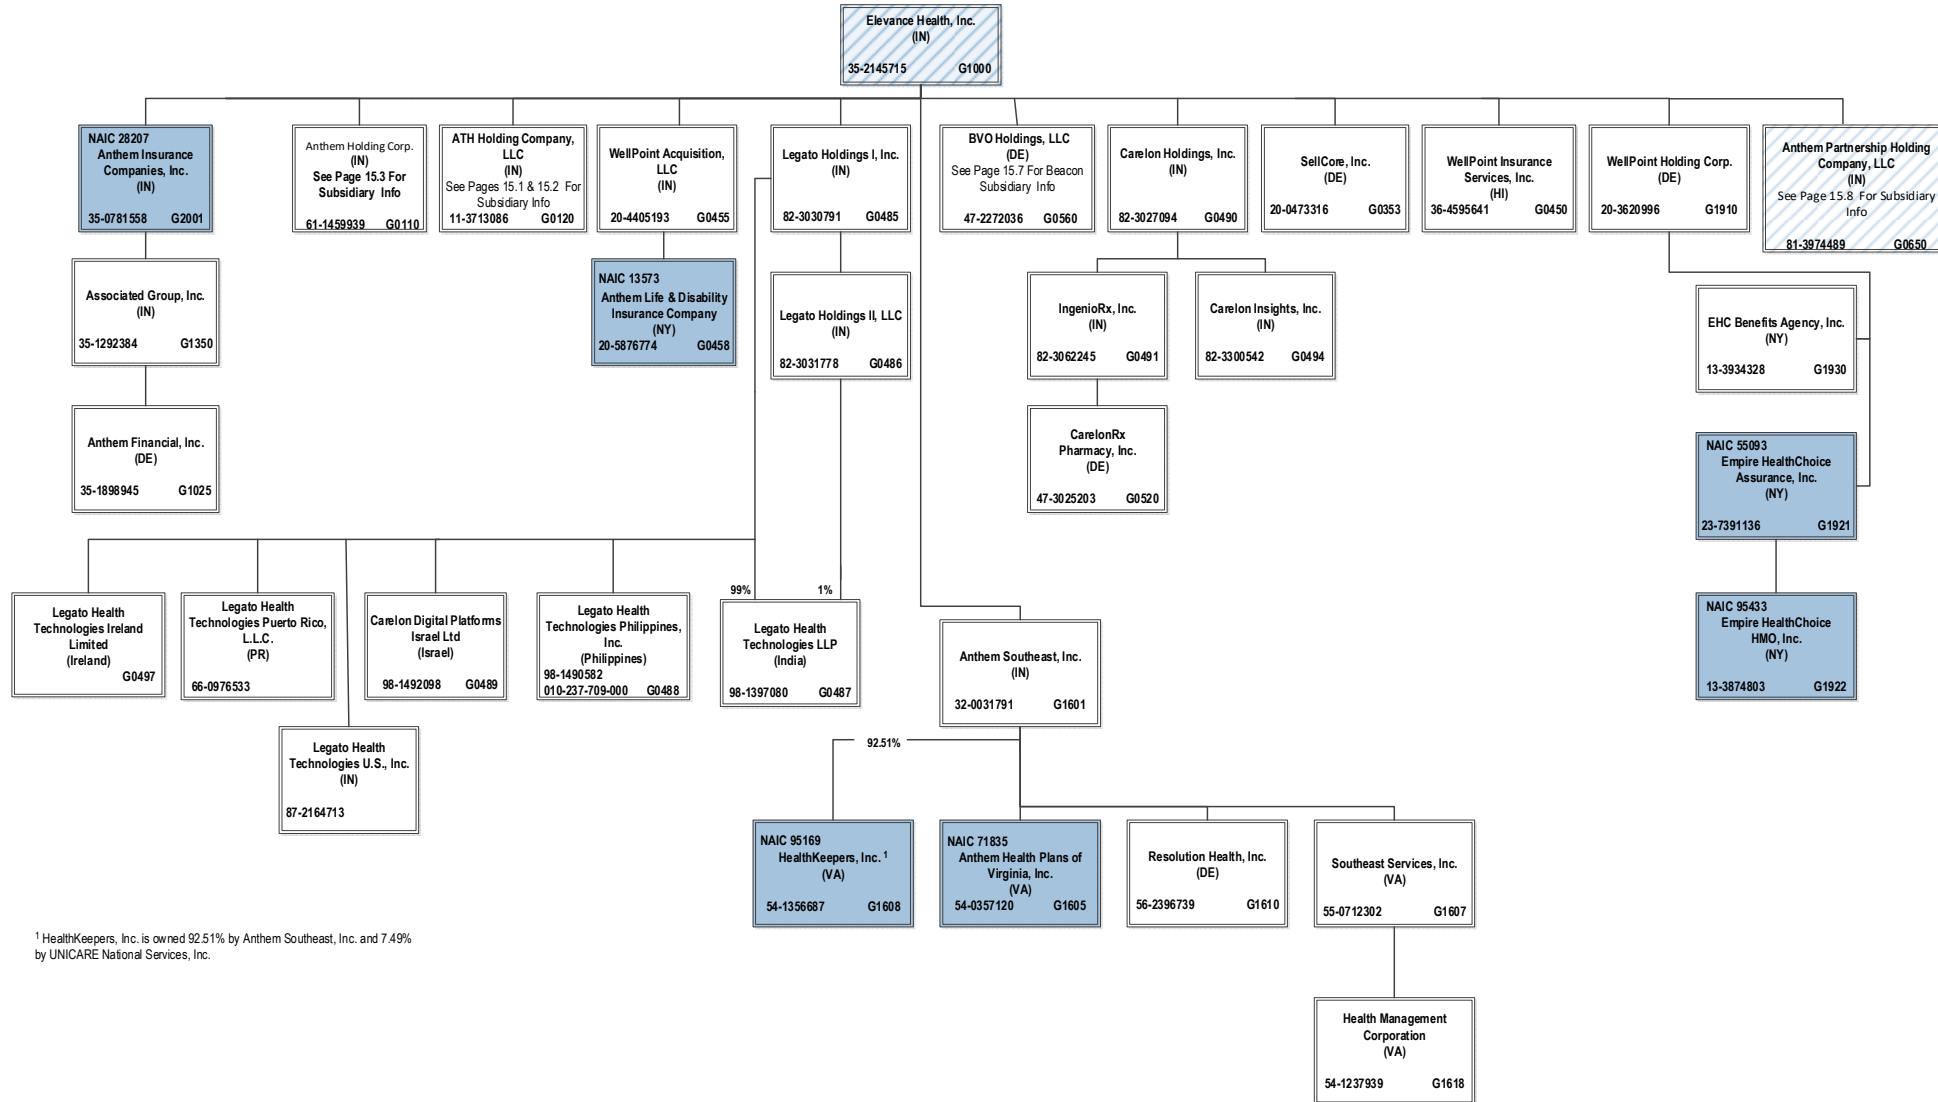 Elevance Health, Inc.
(IN)
35-2145715 G1000
NAIC 28207
Anthem Insurance
Companies, Inc.
(IN)
35-0781558 G2001
Anthem Holding Corp.
(IN)
See Page 15.3 For
Subsidiary Info
61-1459939 G0110
ATH Holding Company,
LLC
(IN)
See Pages 15.1 & 15.2 For
Subsidiary Info
11-3713086 G0120
WellPoint Acquisition,
LLC
(IN)
20-4405193 G0455
Legato Holdings I, Inc.
(IN)
82-3030791 G0485
BVO Holdings, LLC
(DE)
See Page 15.7 For Beacon
Subsidiary Info
47-2272036 G0560
Carelon Holdings, Inc.
(IN)
82-3027094 G0490
SellCore, Inc.
(DE)
20-0473316 G0353
WellPoint Insurance
Services, Inc.
(HI)
36-4595641 G0450
WellPoint Holding Corp.
(DE)
20-3620996 G1910
Anthem Partnership Holding
Company, LLC
(IN)
See Page 15.8 For Subsidiary
Info
81-3974489 G0650
Associated Group, Inc.
(IN)
35-1292384 G1350
NAIC 13573
Anthem Life & Disability
Insurance Company
(NY)
20-5876774 G0458
Legato Holdings II, LLC
(IN)
82-3031778 G0486
IngenioRx, Inc.
(IN)
82-3062245 G0491
Carelon Insights, Inc.
(IN)
82-3300542 G0494
EHC Benefits Agency, Inc.
(NY)
13-3934328 G1930
Anthem Financial, Inc.
(DE)
35-1898945 G1025
CarelonRx
Pharmacy, Inc.
(DE)
47-3025203 G0520
NAIC 55093
Empire HealthChoice
Assurance, Inc.
(NY)
23-7391136 G1921
99% 1%
Legato Health
Technologies Ireland
Limited
(Ireland)
G0497
Legato Health
Technologies Puerto Rico,
L.L.C.
(PR)
66-0976533
Carelon Digital Platforms
Israel Ltd
(Israel)
98-1492098 G0489
Legato Health
Technologies Philippines,
Inc.
(Philippines)
98-1490582
010-237-709-000 G0488
Legato Health
Technologies LLP
(India)
98-1397080 G0487
Anthem Southeast, Inc.
(IN)
32-0031791 G1601
NAIC 95433
Empire HealthChoice
HMO, Inc.
(NY)
13-3874803 G1922
Legato Health
Technologies U.S., Inc.
(IN)
87-2164713
92.51%
NAIC 95169
HealthKeepers, Inc. 1
(VA)
54-1356687 G1608
NAIC 71835
Anthem Health Plans of
Virginia, Inc.
(VA)
54-0357120 G1605
Resolution Health, Inc.
(DE)
56-2396739 G1610
Southeast Services, Inc.
(VA)
55-0712302 G1607
1 HealthKeepers, Inc. is owned 92.51% by Anthem Southeast, Inc. and 7.49%
by UNICARE National Services, Inc.
Health Management
Corporation
(VA)
54-1237939 G1618